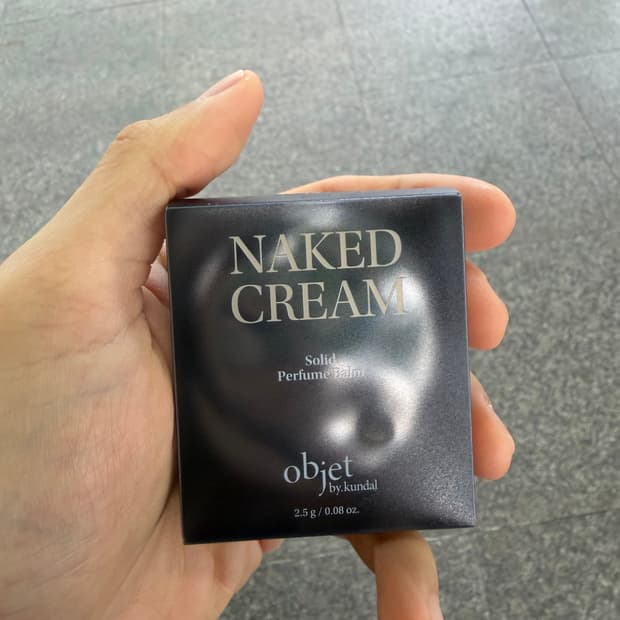 NAKED
CREAM
Solid
Perfume Balm
objet
by.kundal
2.5 g / 0.08 oz.